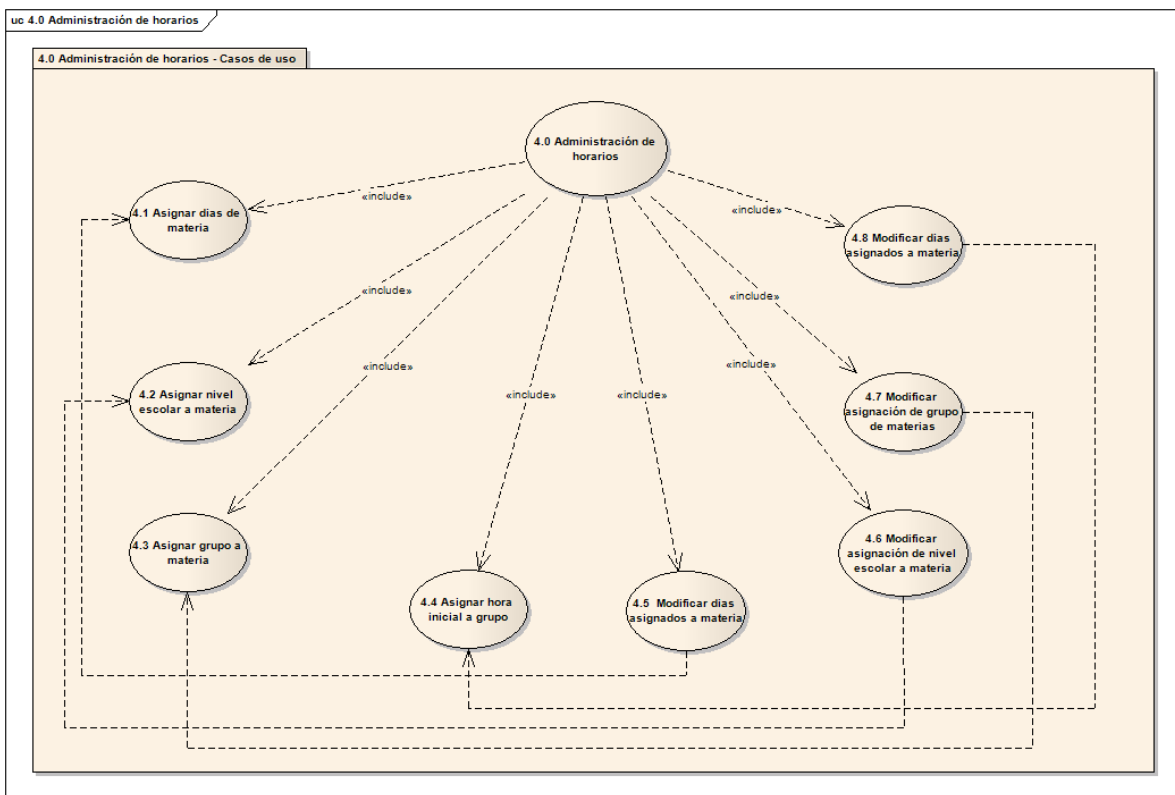 uc 4.0 Administración de horarios
4.0 Administración de horarios - Casos de uso
4.0 Administración de
horarios
«include»
«include»
«include»
«include»
«include»
«include»
«include»
«include»
4.1 Asignar dias de
materia
4.8 Modificar dias
asignados a materia
4.2 Asignar nivel
escolar a materia
4.7 Modificar
asignación de grupo
de materias
4.3 Asignar grupo a
materia
4.6 Modificar
asignación de nivel
escolar a materia
4.4 Asignar hora
inicial a grupo
4.5 Modificar dias
asignados a materia